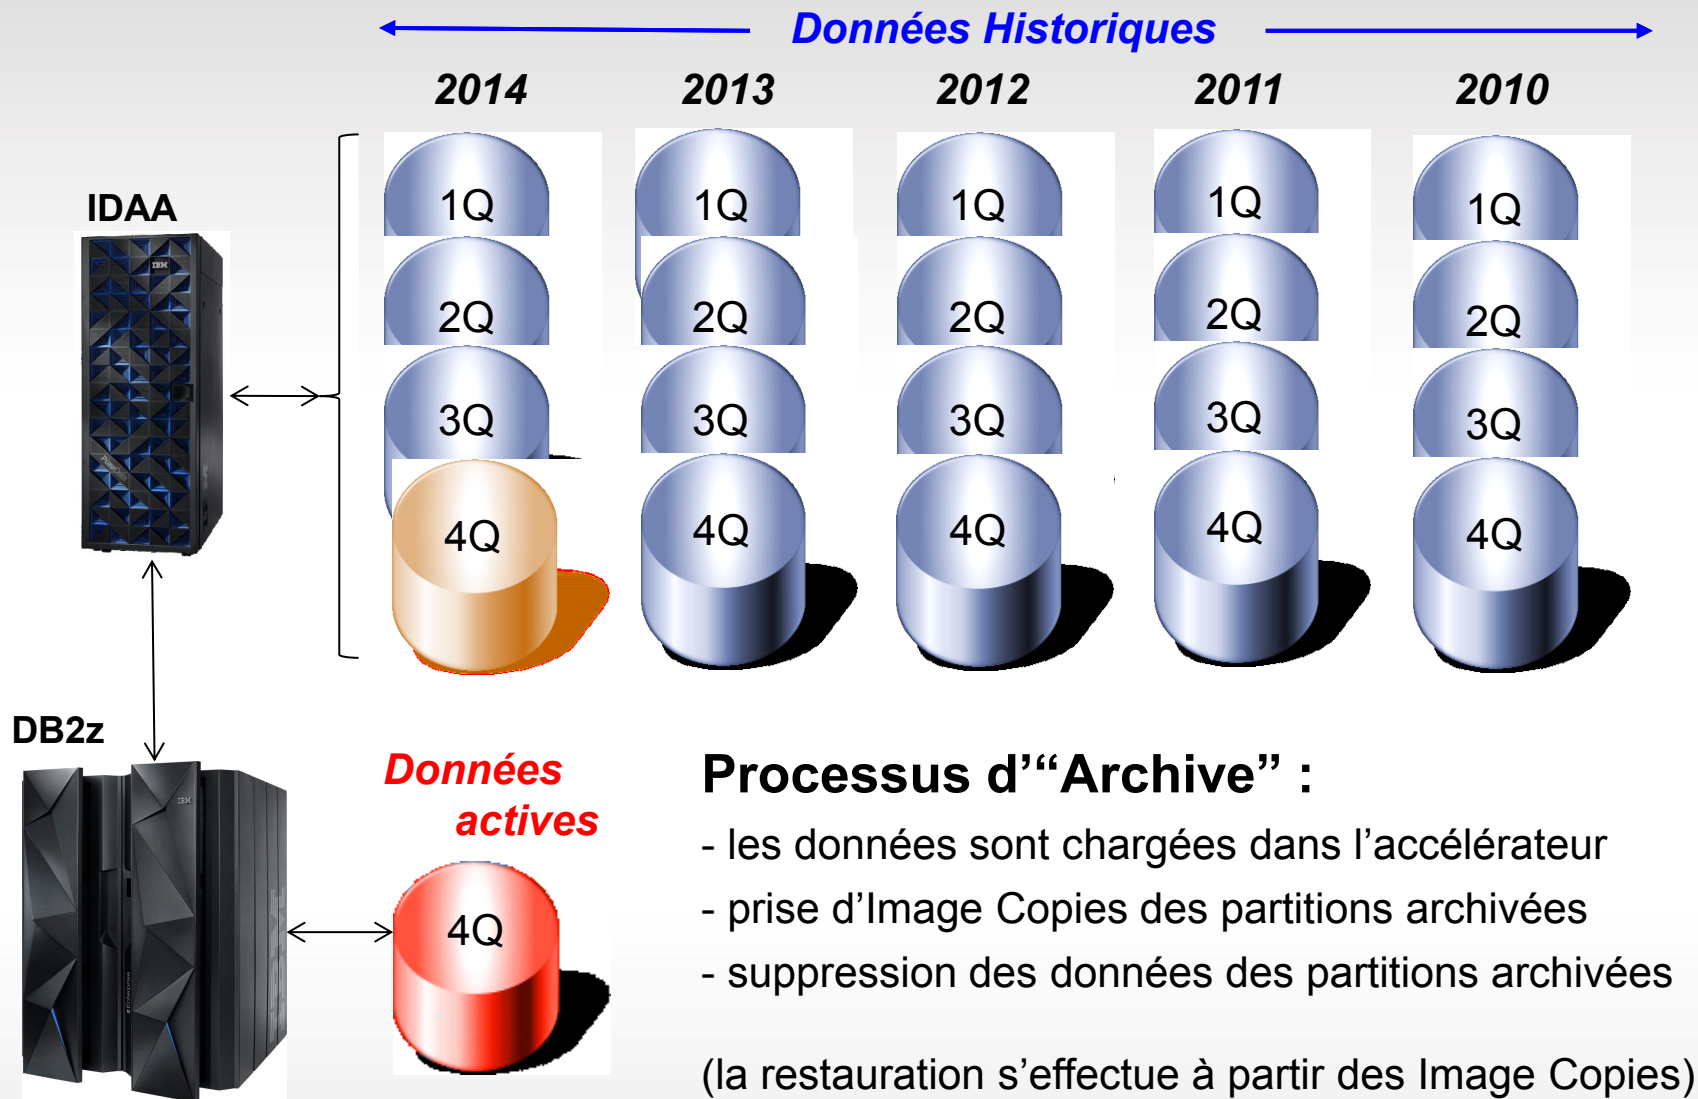 Données Historiques
2014 2013 2012 2011 2010
1Q 1Q 1Q 1Q 1Q
IDAA
IBM
2Q 2Q 2Q 2Q 2Q
3Q 3Q 3Q 3Q 3Q
4Q 4Q 4Q 4Q 4Q
DB2z
IBM
Données
actives
4Q
Processus d’“Archive” :
- les données sont chargées dans l’accélérateur
- prise d’Image Copies des partitions archivées
- suppression des données des partitions archivées
(la restauration s’effectue à partir des Image Copies)